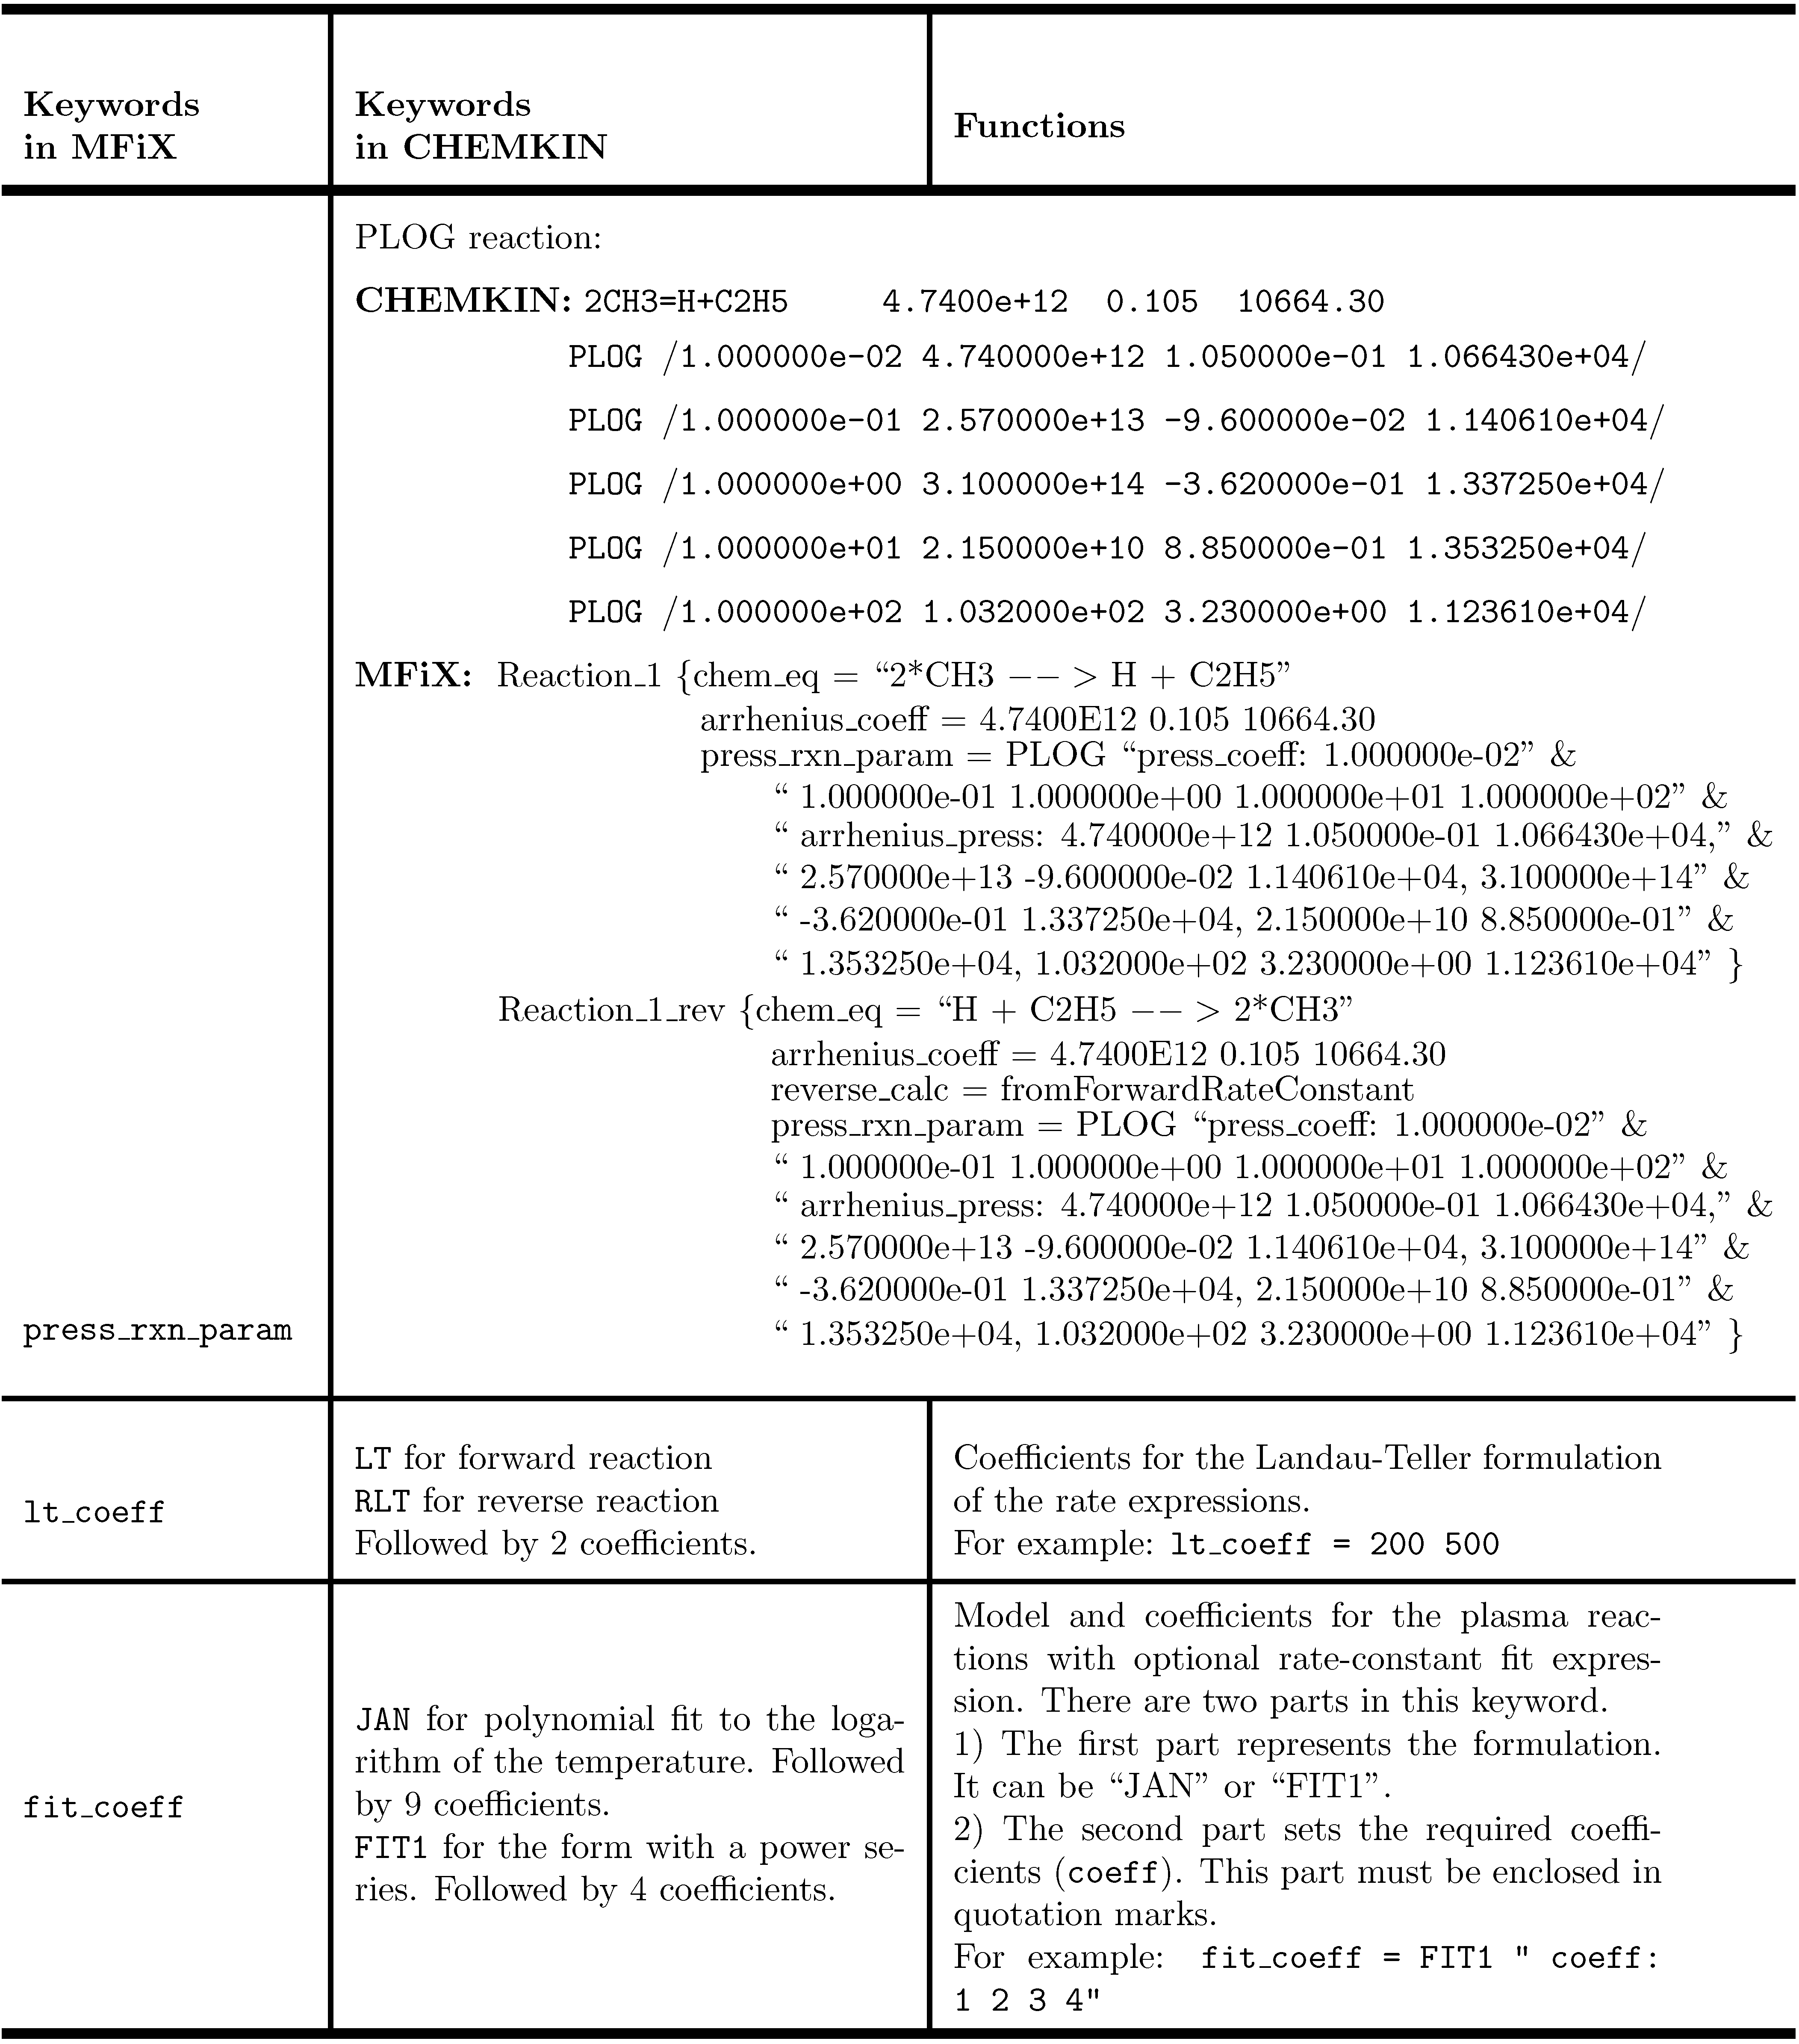 Keywords
in MFiX
Keywords
in CHEMKIN
Functions
press_rxn_param
PLOG reaction:
CHEMKIN: 2CH3=H+C2H5 4.7400e+12 0.105 10664.30
PLOG /1.000000e-02 4.740000e+12 1.050000e-01 1.066430e+04/
PLOG /1.000000e-01 2.570000e+13 -9.600000e-02 1.140610e+04/
PLOG /1.000000e+00 3.100000e+14 -3.620000e-01 1.337250e+04/
PLOG /1.000000e+01 2.150000e+10 8.850000e-01 1.353250e+04/
PLOG /1.000000e+02 1.032000e+02 3.230000e+00 1.123610e+04/
MFiX: Reaction_1 {chem_eq = “2*CH3 −− > H + C2H5”
arrhenius_coeff = 4.7400E12 0.105 10664.30
press_rxn_param = PLOG “press_coeff: 1.000000e-02” &
“ 1.000000e-01 1.000000e+00 1.000000e+01 1.000000e+02” &
“ arrhenius_press: 4.740000e+12 1.050000e-01 1.066430e+04,” &
“ 2.570000e+13 -9.600000e-02 1.140610e+04, 3.100000e+14” &
“ -3.620000e-01 1.337250e+04, 2.150000e+10 8.850000e-01” &
“ 1.353250e+04, 1.032000e+02 3.230000e+00 1.123610e+04” }
Reaction_1_rev {chem_eq = “H + C2H5 −− > 2*CH3”
arrhenius_coeff = 4.7400E12 0.105 10664.30
reverse_calc = fromForwardRateConstant
press_rxn_param = PLOG “press_coeff: 1.000000e-02” &
“ 1.000000e-01 1.000000e+00 1.000000e+01 1.000000e+02” &
“ arrhenius_press: 4.740000e+12 1.050000e-01 1.066430e+04,” &
“ 2.570000e+13 -9.600000e-02 1.140610e+04, 3.100000e+14” &
“ -3.620000e-01 1.337250e+04, 2.150000e+10 8.850000e-01” &
“ 1.353250e+04, 1.032000e+02 3.230000e+00 1.123610e+04” }
lt_coeff
LT for forward reaction
RLT for reverse reaction
Followed by 2 coefficients.
Coefficients for the Landau-Teller formulation
of the rate expressions.
For example: lt_coeff = 200 500
fit_coeff
JAN for polynomial fit to the loga-
rithm of the temperature. Followed
by 9 coefficients.
FIT1 for the form with a power se-
ries. Followed by 4 coefficients.
Model and coefficients for the plasma reac-
tions with optional rate-constant fit expres-
sion. There are two parts in this keyword.
1) The first part represents the formulation.
It can be “JAN” or “FIT1”.
2) The second part sets the required coeffi-
cients (coeff). This part must be enclosed in
quotation marks.
For example: fit_coeff = FIT1 " coeff:
1 2 3 4"